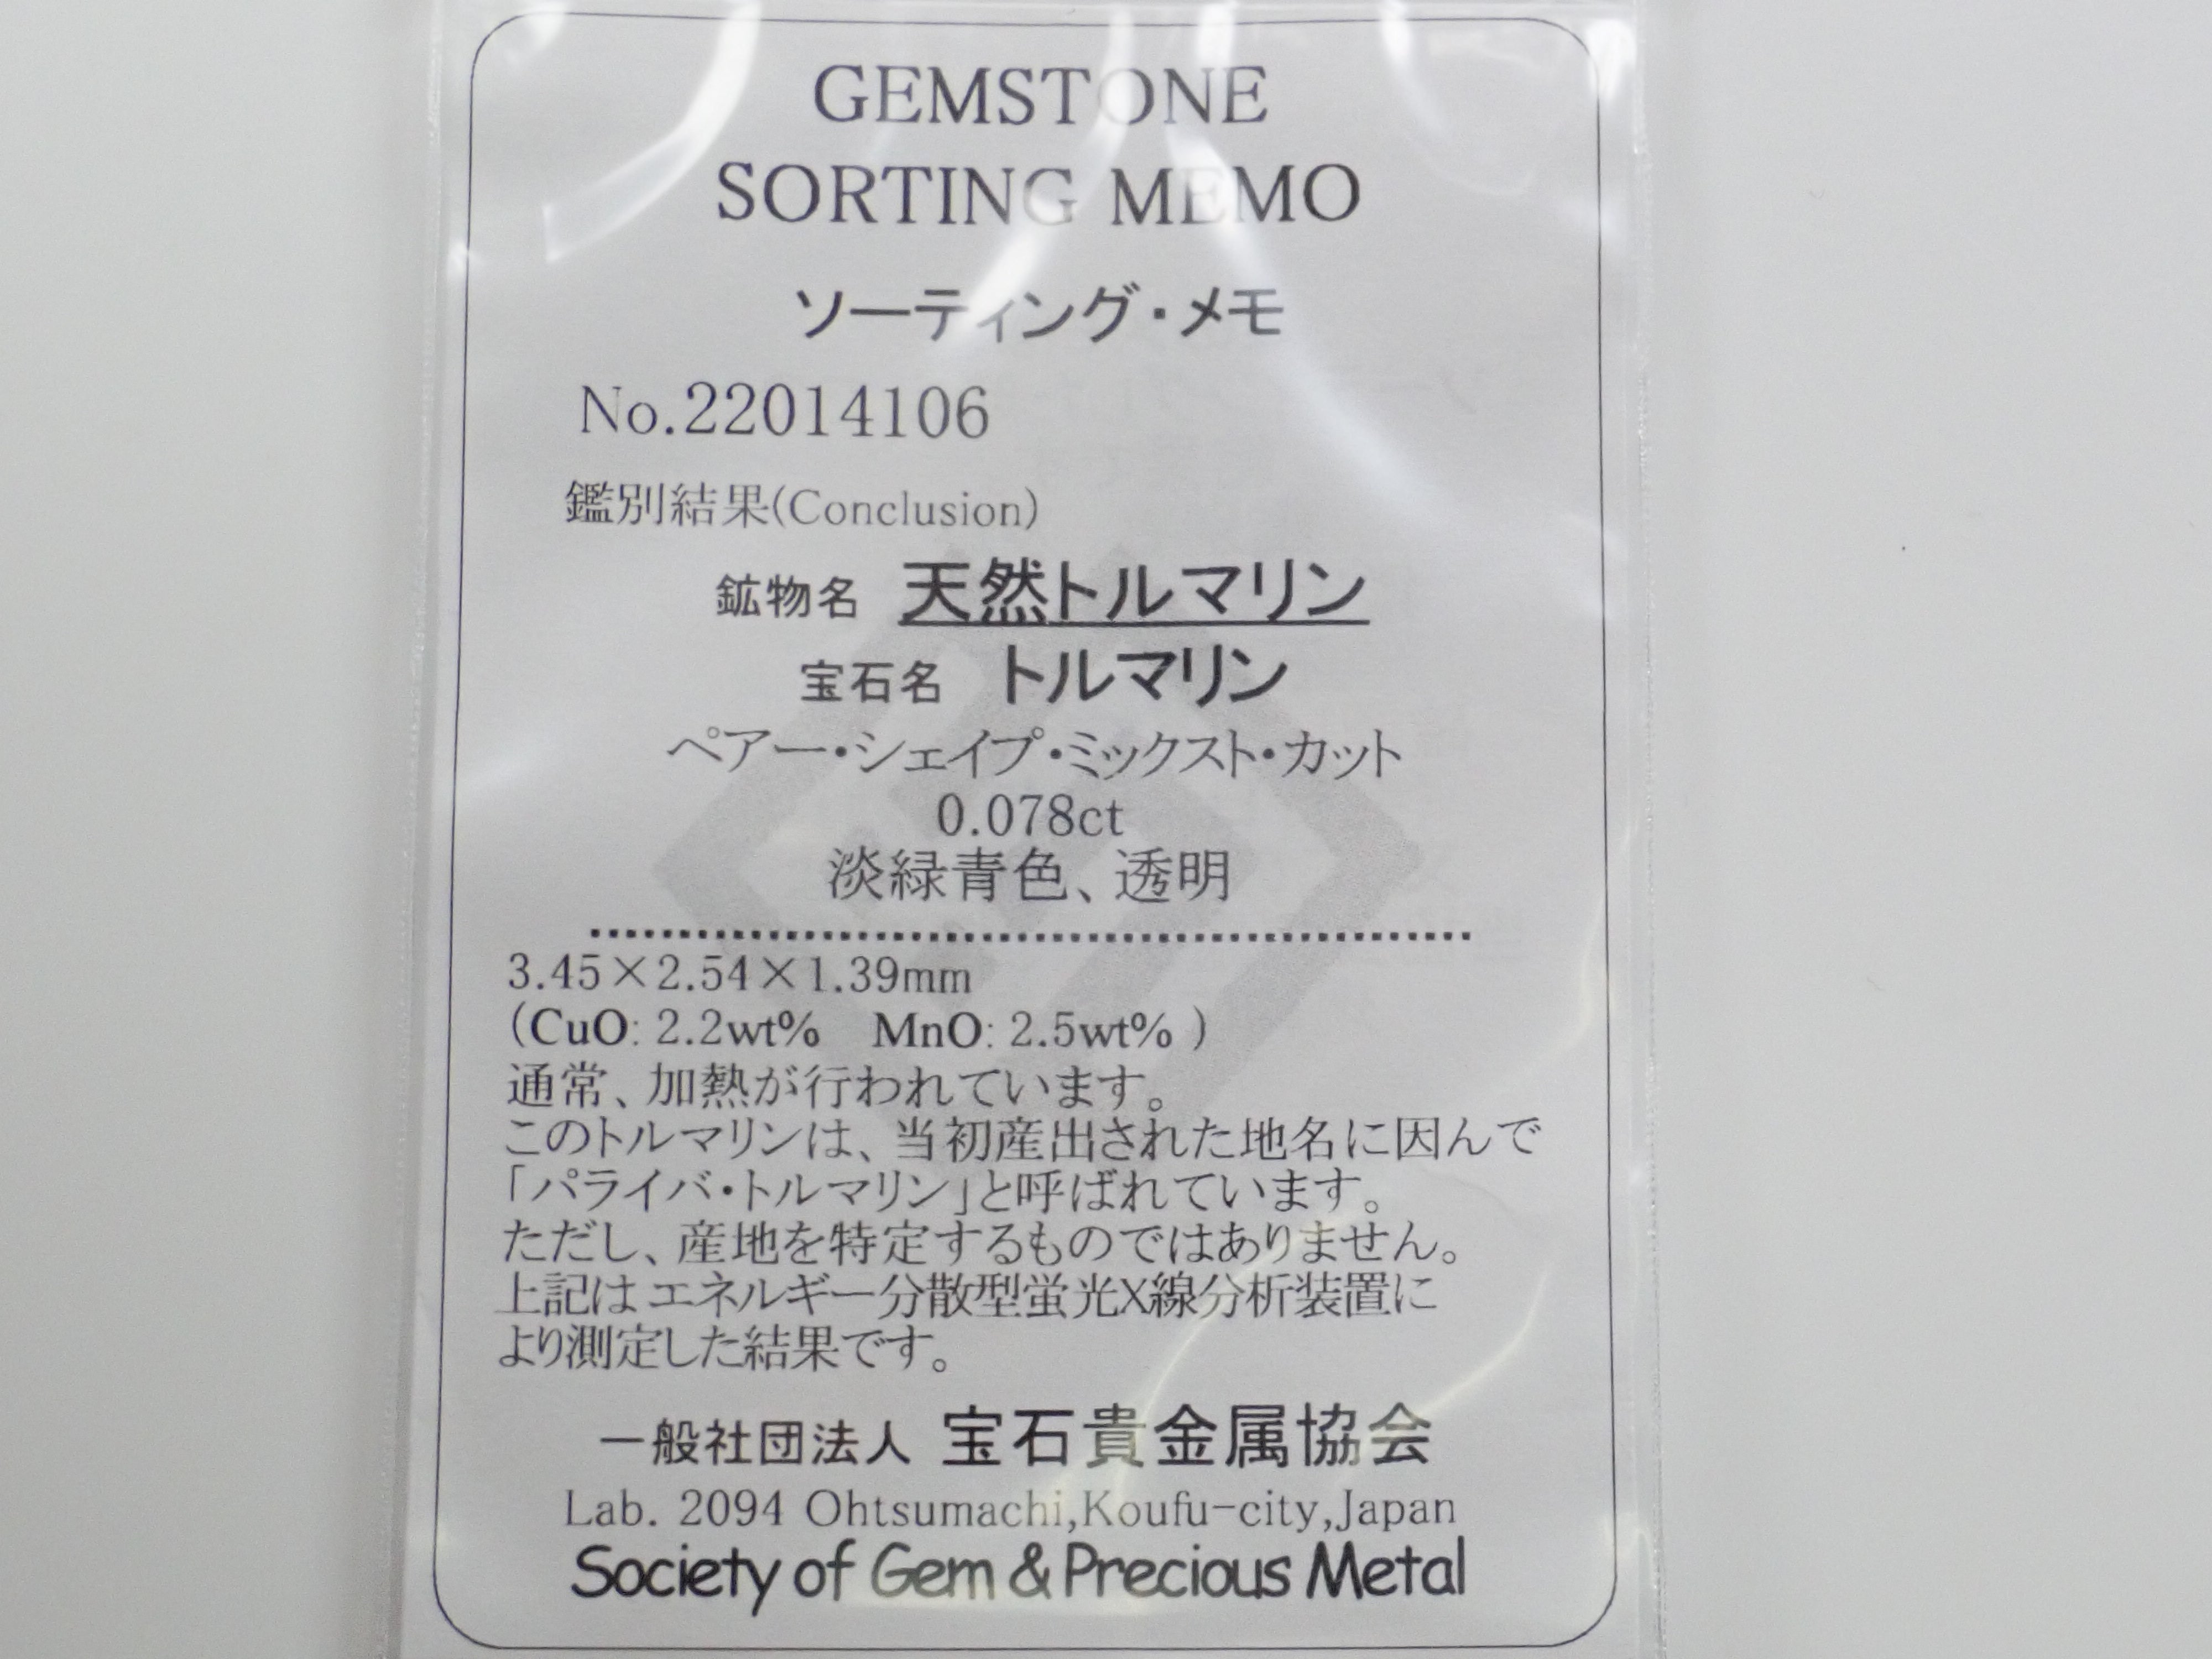 GEMSTONE
SORTING MEMO
ソーティング・メモ
No.22014106
鑑別結果(Conclusion)
鉱物名 天然トルマリン
宝石名 トルマリン
ペアー・シェイプ・ミックスト・カット
0.078ct
淡緑青色、透明
3.45×2.54×1.39mm
(CuO: 2.2wt% MnO: 2.5wt% )
通常、加熱が行われています。
このトルマリンは、当初産出された地名に因んで
「パライバ・トルマリン」と呼ばれています。
ただし、産地を特定するものではありません。
上記はエネルギー分散型蛍光X線分析装置に
より測定した結果です。
一般社団法人 宝石貴金属協会
Lab. 2094 Ohtsumachi,Koufu-city,Japan
Society of Gem & Precious Metal